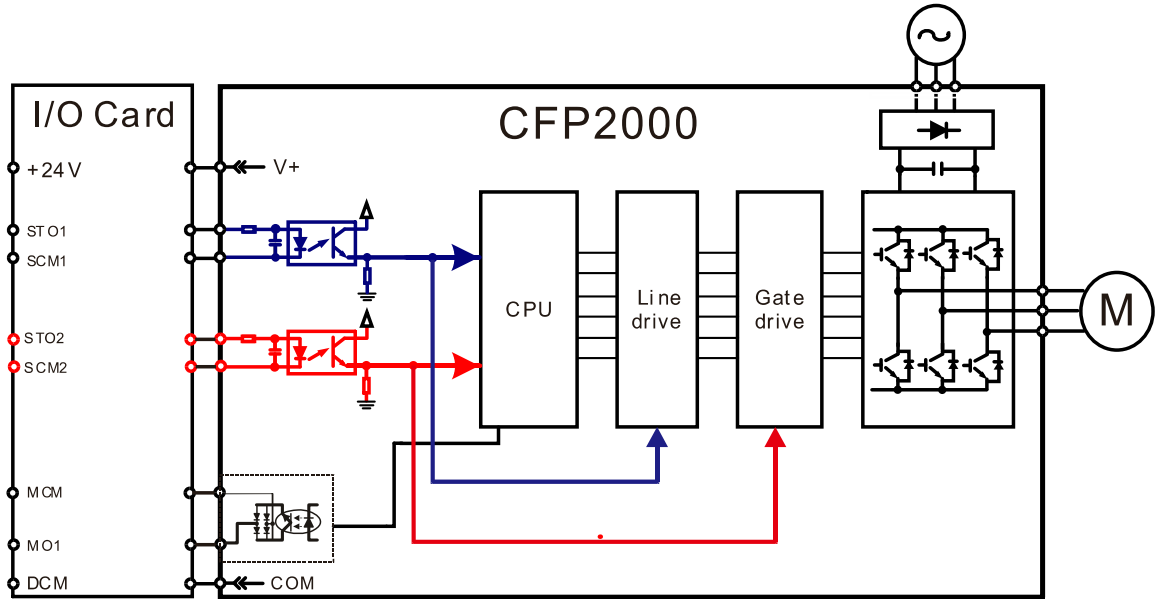 I/O Card
CFP2000
+24V
V+
STO1
SCM1
STO2
SCM2
CPU
Line
drive
Gate
drive
M
MCM
MO1
DCM
COM